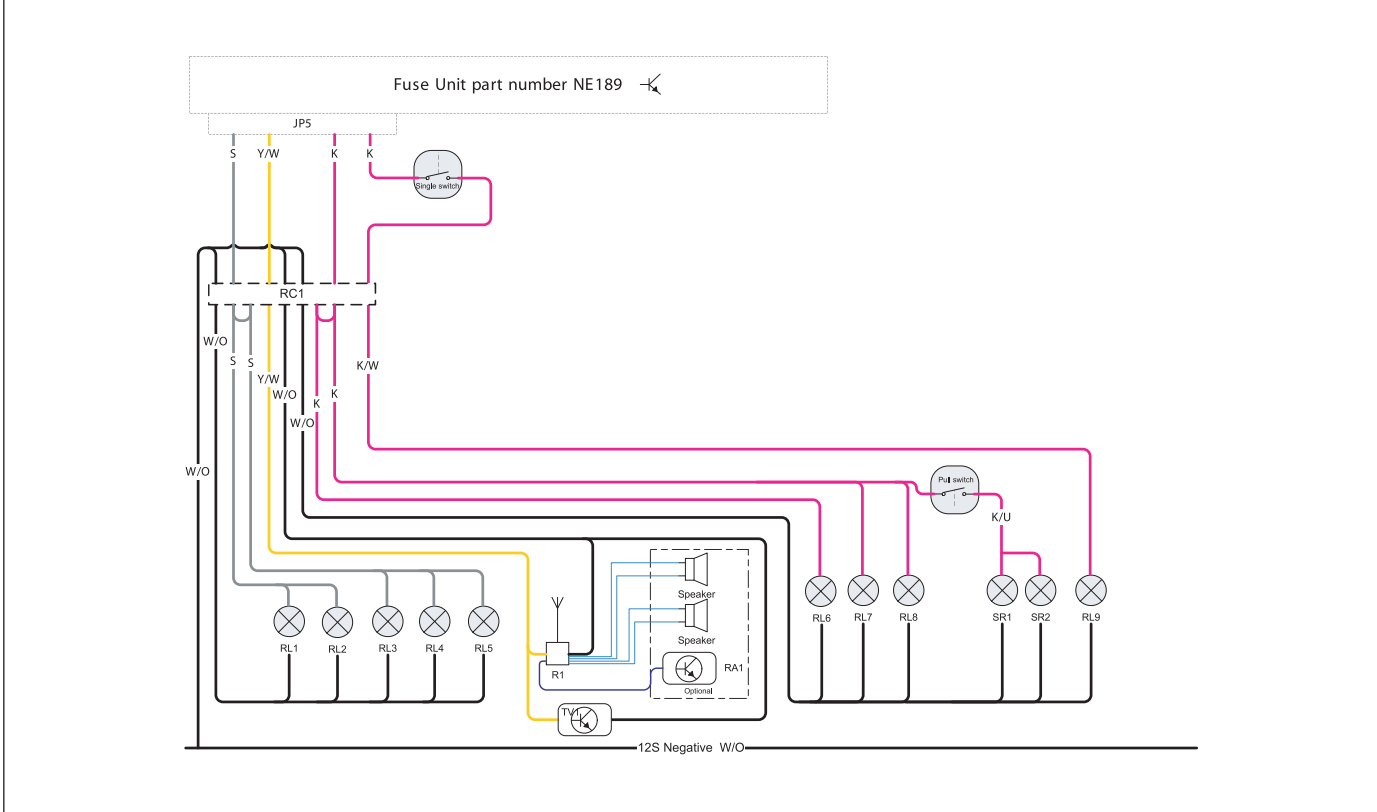 Fuse Unit part number NE189
JP5
S Y/W K K
Single switch
RC1
W/O
S S K/W
Y/W
W/O K
K
W/O
W/O
Pull switch
K/U
Speaker
RL6 RL7 RL8 SR1 SR2 RL9
Speaker
RL1 RL2 RL3 RL4 RL5
RA1
R1
Optional
TV1
12S Negative W/O